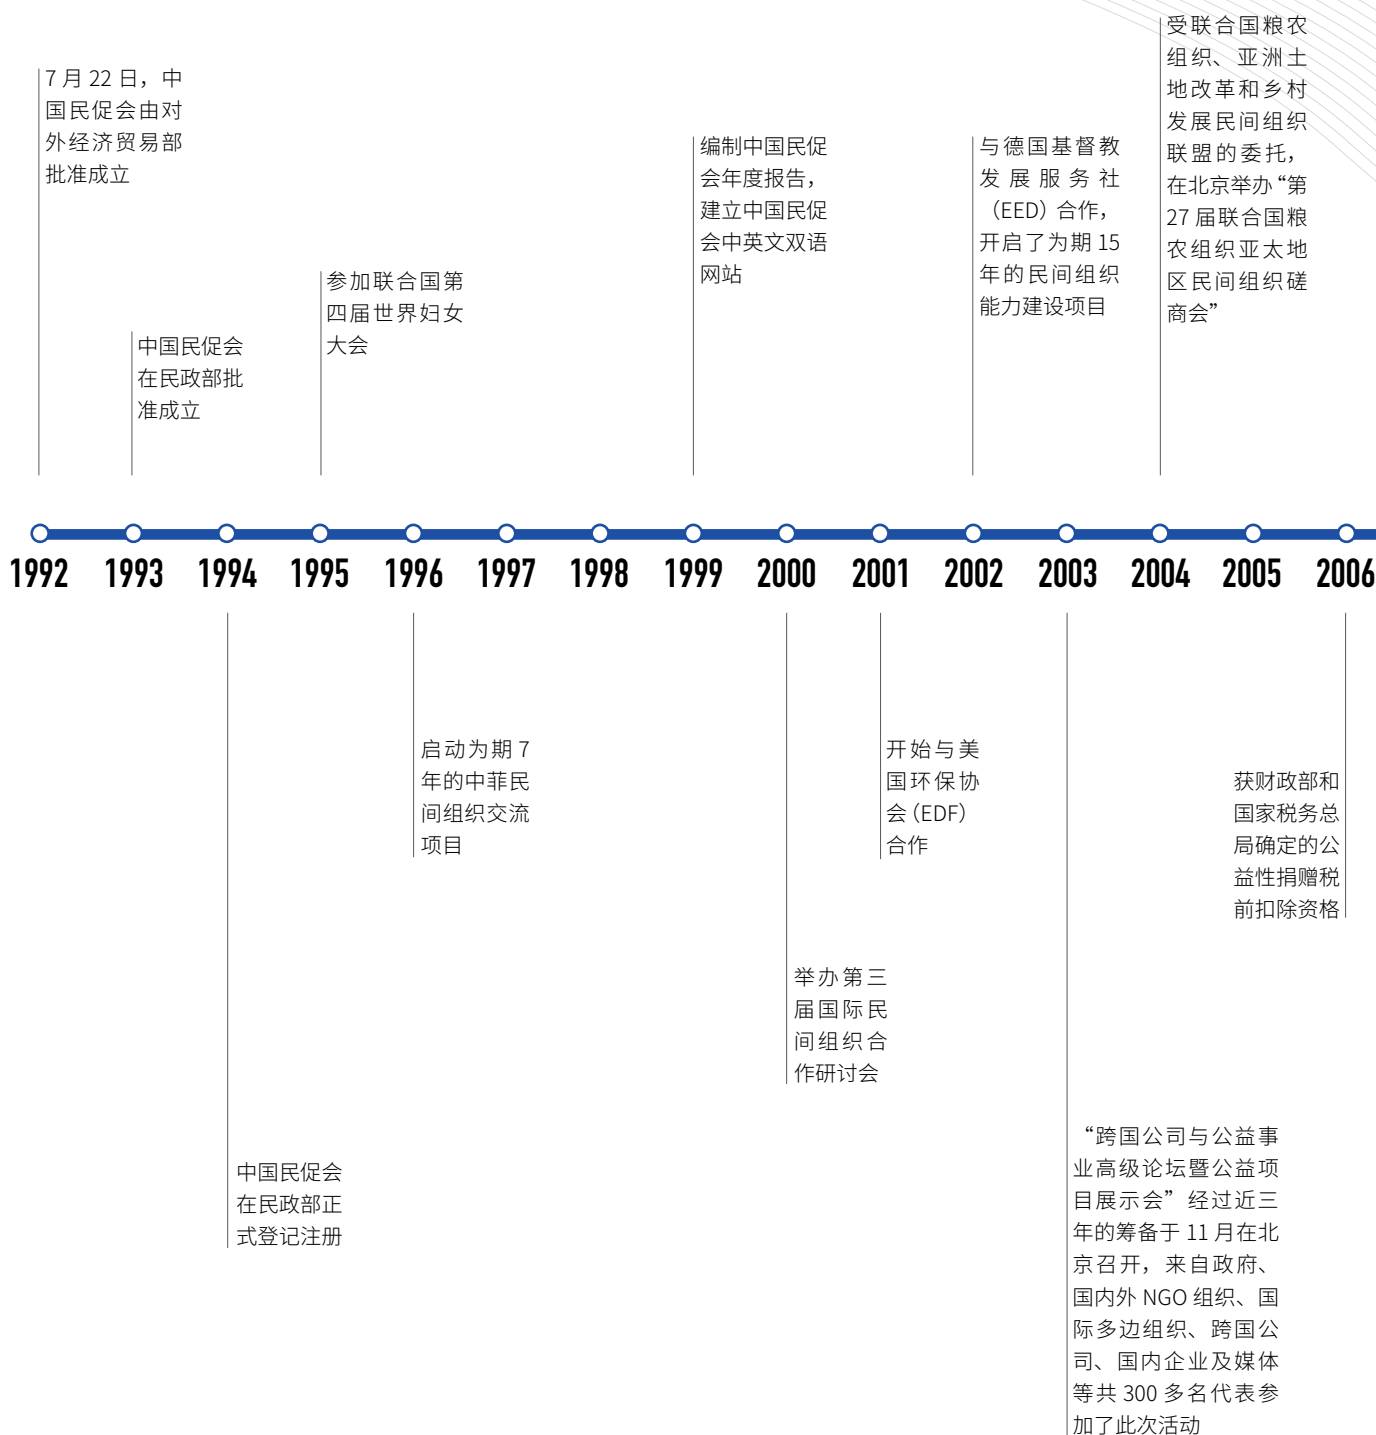 7 月 22 日，中
国民促会由对
外经济贸易部
批准成立
中国民促会
在民政部批
准成立
参加联合国第
四届世界妇女
大会
编制中国民促
会年度报告，
建立中国民促
会中英文双语
网站
与德国基督教
发展服务社
（EED）合作，
开启了为期 15
年的民间组织
能力建设项目
受联合国粮农
组织、亚洲土
地改革和乡村
发展民间组织
联盟的委托，
在北京举办“第
27 届联合国粮
农组织亚太地
区民间组织磋
商会”
1992 1993 1994 1995 1996 1997 1998 1999 2000 2001 2002 2003 2004 2005 2006
中国民促会
在民政部正
式登记注册
启动为期 7
年的中菲民
间组织交流
项目
举办第三
届国际民
间组织合
作研讨会
开始与美
国环保协
会（EDF）
合作
“跨国公司与公益事
业高级论坛暨公益项
目展示会”经过近三
年的筹备于 11 月在北
京召开，来自政府、
国内外 NGO 组织、国
际多边组织、跨国公
司、国内企业及媒体
等共 300 多名代表参
加了此次活动
获财政部和
国家税务总
局确定的公
益性捐赠税
前扣除资格